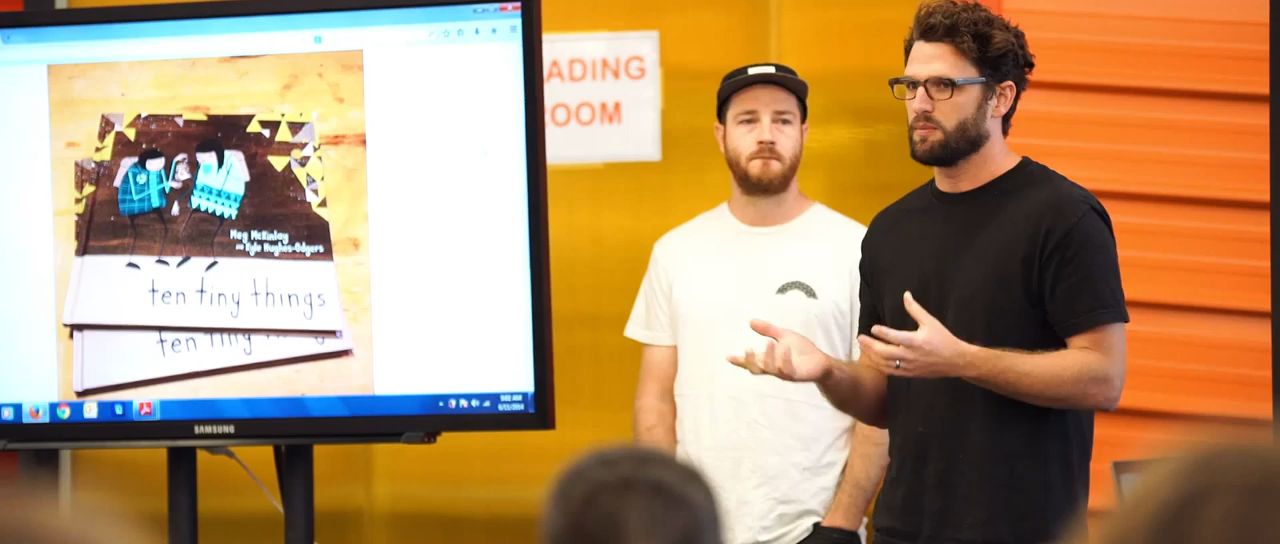 Meg McKinlay
AND Kyle Hughes-Odgers
ten tiny things
ten tiny
SAMSUNG
ADING
OOM